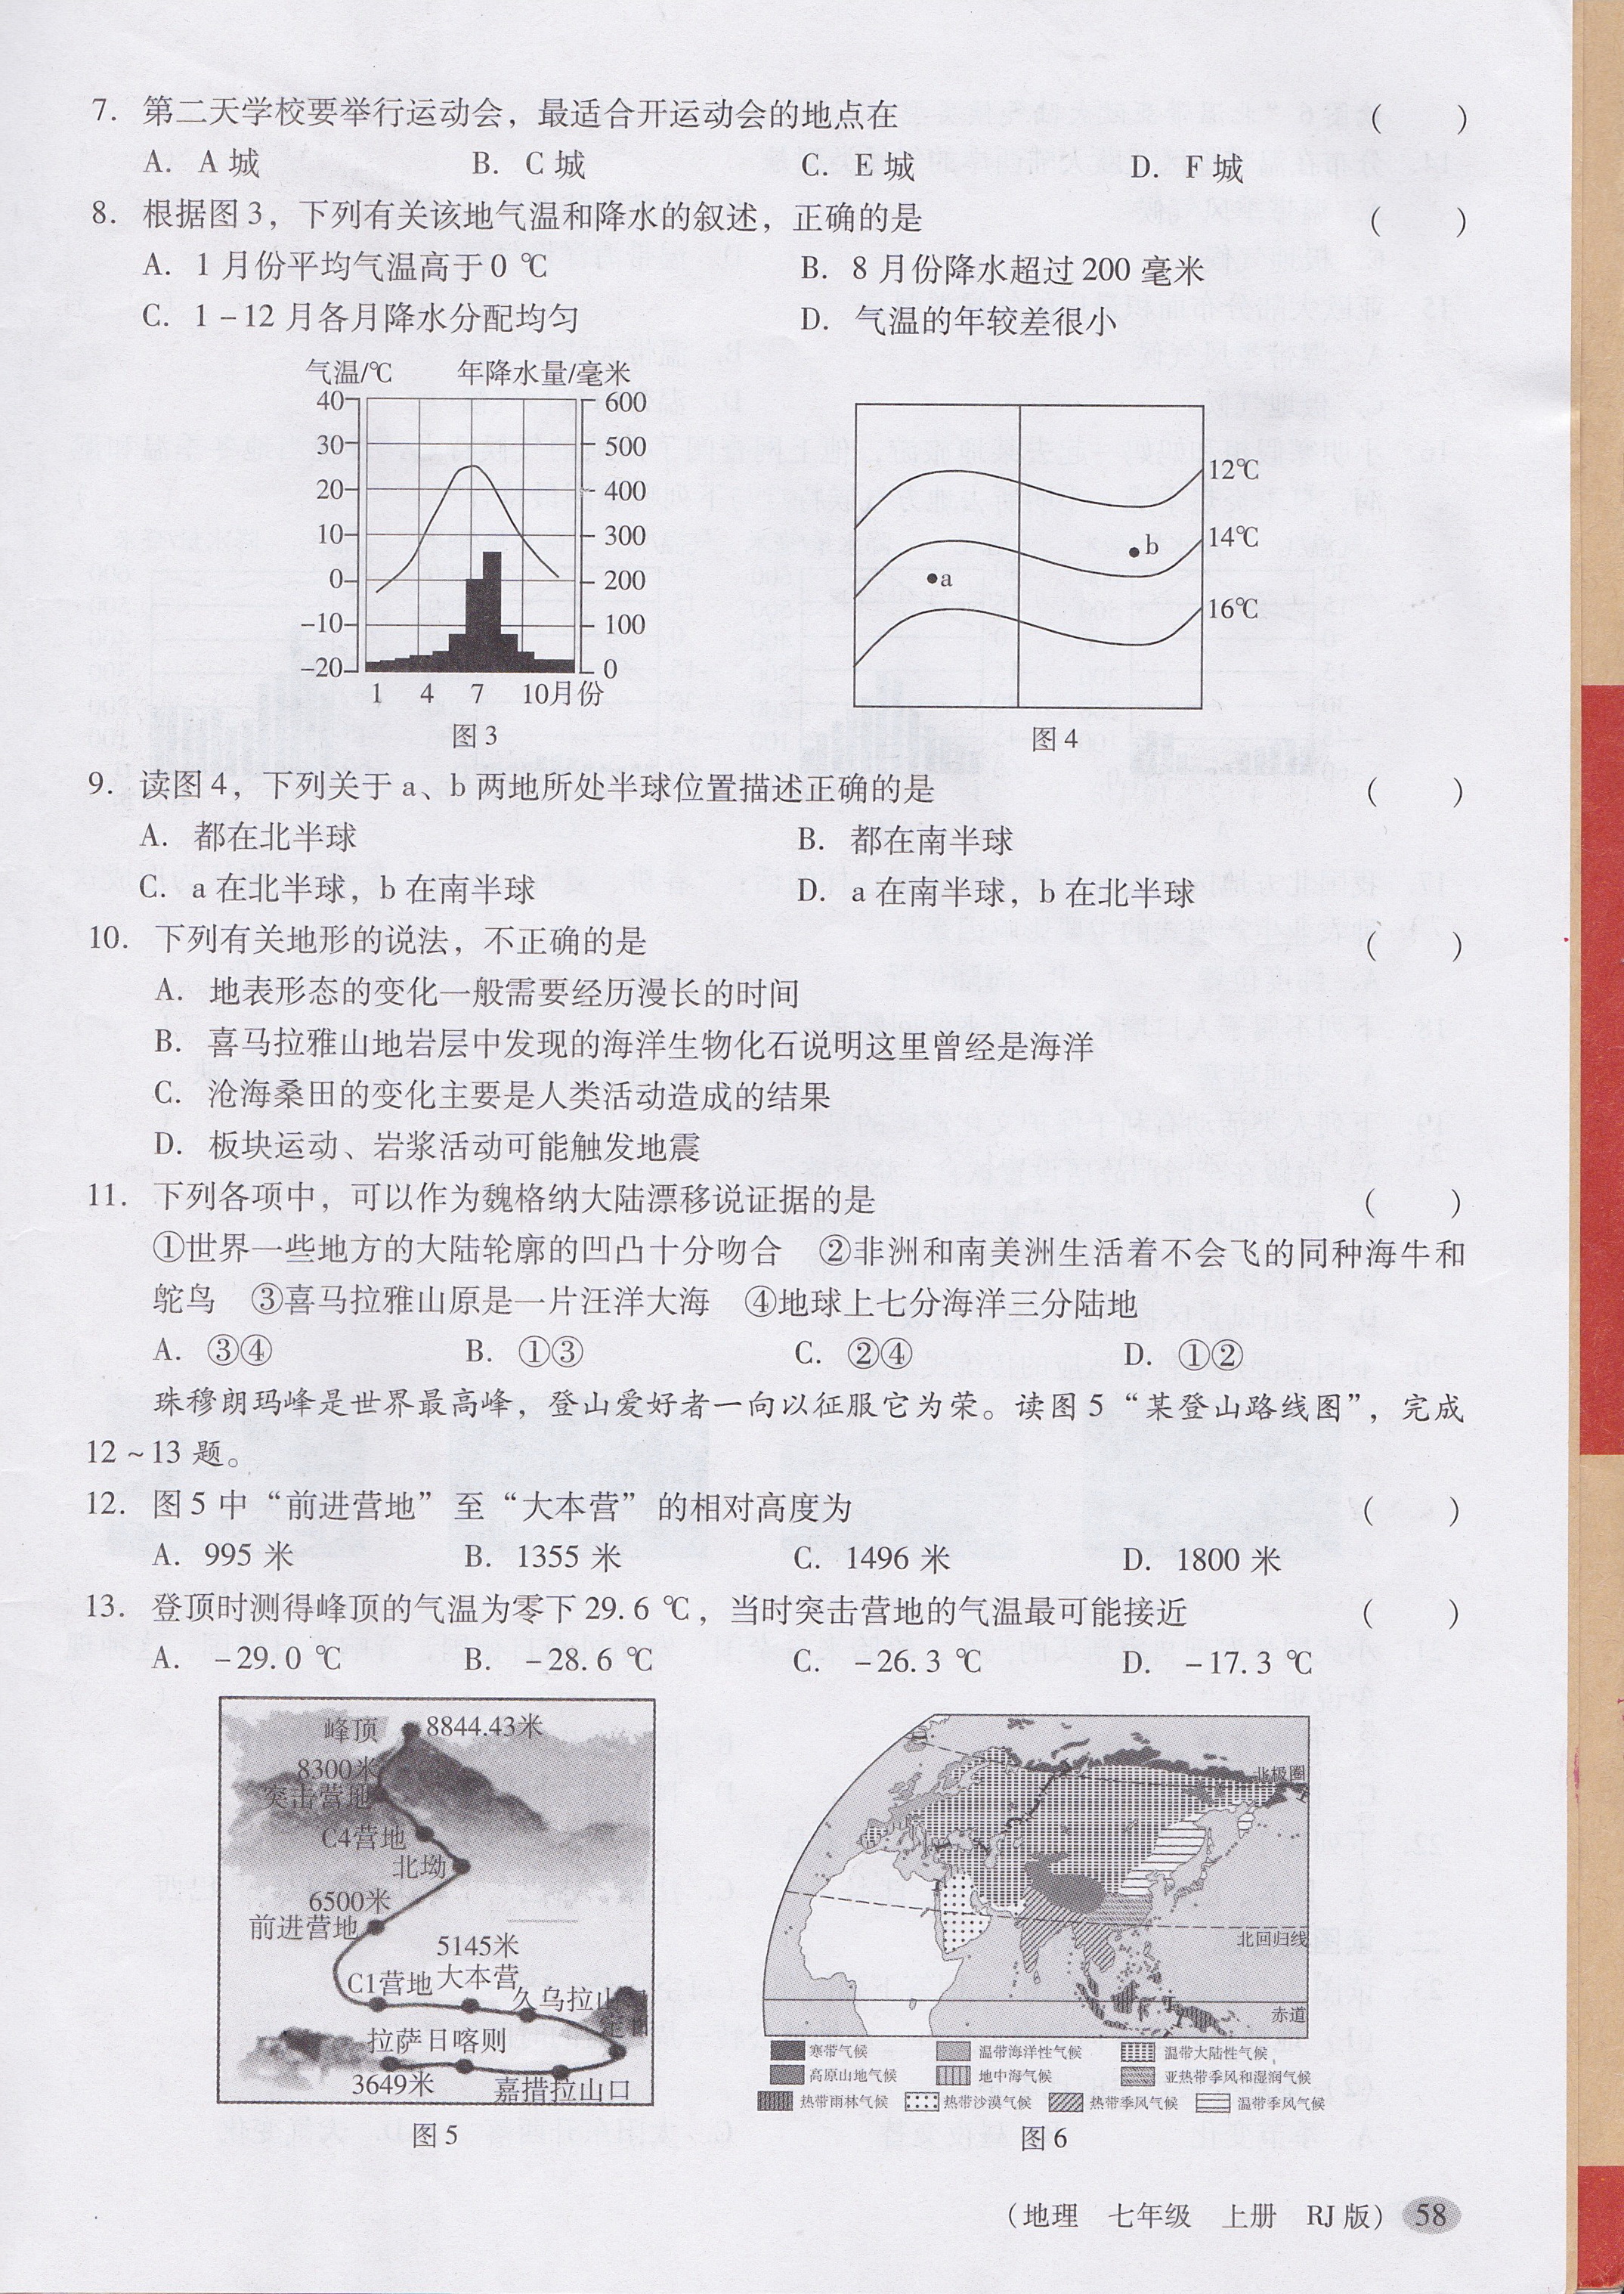 7. 第二天学校要举行运动会，最适合开运动会的地点在 （　　）
A. A 城 B. C 城 C. E 城 D. F 城
8. 根据图 3，下列有关该地气温和降水的叙述，正确的是 （　　）
A. 1 月份平均气温高于 0 ℃ B. 8 月份降水超过 200 毫米
C. 1－12 月各月降水分配均匀 D. 气温的年较差很小
气温/℃ 年降水量/毫米
40 600
30 500
20 400
10 300
0 200
-10 100
-20 0
1 4 7 10月份
图 3
12℃
14℃
16℃
a
b
图 4
9. 读图 4，下列关于 a、b 两地所处半球位置描述正确的是 （　　）
A. 都在北半球 B. 都在南半球
C. a 在北半球，b 在南半球 D. a 在南半球，b 在北半球
10. 下列有关地形的说法，不正确的是 （　　）
A. 地表形态的变化一般需要经历漫长的时间
B. 喜马拉雅山地岩层中发现的海洋生物化石说明这里曾经是海洋
C. 沧海桑田的变化主要是人类活动造成的结果
D. 板块运动、岩浆活动可能触发地震
11. 下列各项中，可以作为魏格纳大陆漂移说证据的是 （　　）
①世界一些地方的大陆轮廓的凹凸十分吻合 ②非洲和南美洲生活着不会飞的同种海牛和
鸵鸟 ③喜马拉雅山原是一片汪洋大海 ④地球上七分海洋三分陆地
A. ③④ B. ①③ C. ②④ D. ①②
珠穆朗玛峰是世界最高峰，登山爱好者一向以征服它为荣。读图 5 “某登山路线图”，完成
12 ~ 13 题。
12. 图 5 中“前进营地”至“大本营”的相对高度为 （　　）
A. 995 米 B. 1355 米 C. 1496 米 D. 1800 米
13. 登顶时测得峰顶的气温为零下 29.6 ℃，当时突击营地的气温最可能接近 （　　）
A. －29.0 ℃ B. －28.6 ℃ C. －26.3 ℃ D. －17.3 ℃
峰顶 8844.43米
8300米
突击营地
C4营地
北坳
6500米
前进营地
5145米
C1营地 大本营
久乌拉山
拉萨 日喀则
3649米
嘉措拉山口
图 5
北极圈
北回归线
赤道
寒带气候 温带海洋性气候 温带大陆性气候
高原山地气候 地中海气候 亚热带季风和湿润气候
热带雨林气候 热带沙漠气候 热带季风气候 温带季风气候
图 6
（地理 七年级 上册 RJ 版） 58